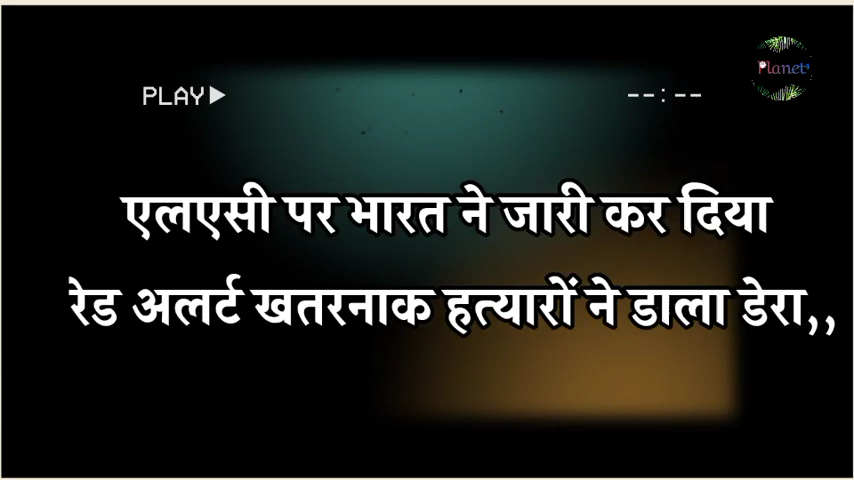 Planet
PLAY▶ --:--
एलएसी पर भारत ने जारी कर दिया
रेड अलर्ट खतरनाक हत्यारों ने डाला डेरा,,